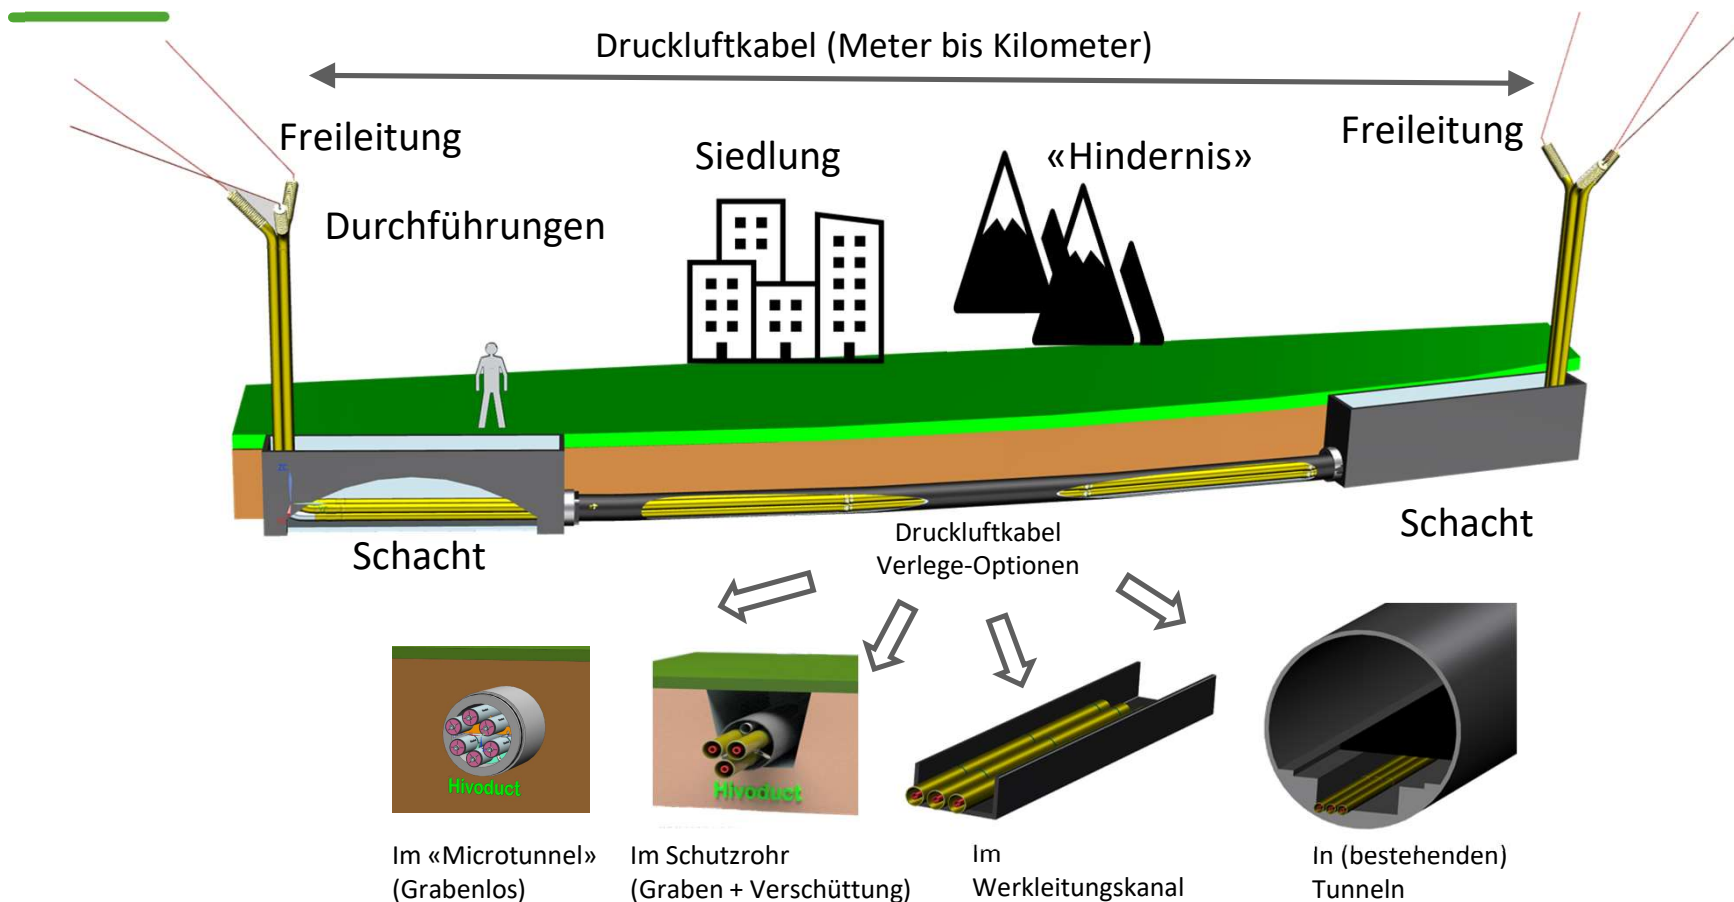 Druckluftkabel (Meter bis Kilometer)
Freileitung
Freileitung
Siedlung
«Hindernis»
Durchführungen
Schacht
Schacht
Druckluftkabel
Verlege-Optionen
Hivoduct
Hivoduct
Im «Microtunnel»
(Grabenlos)
Im Schutzrohr
(Graben + Verschüttung)
Im
Werkleitungskanal
In (bestehenden)
Tunneln